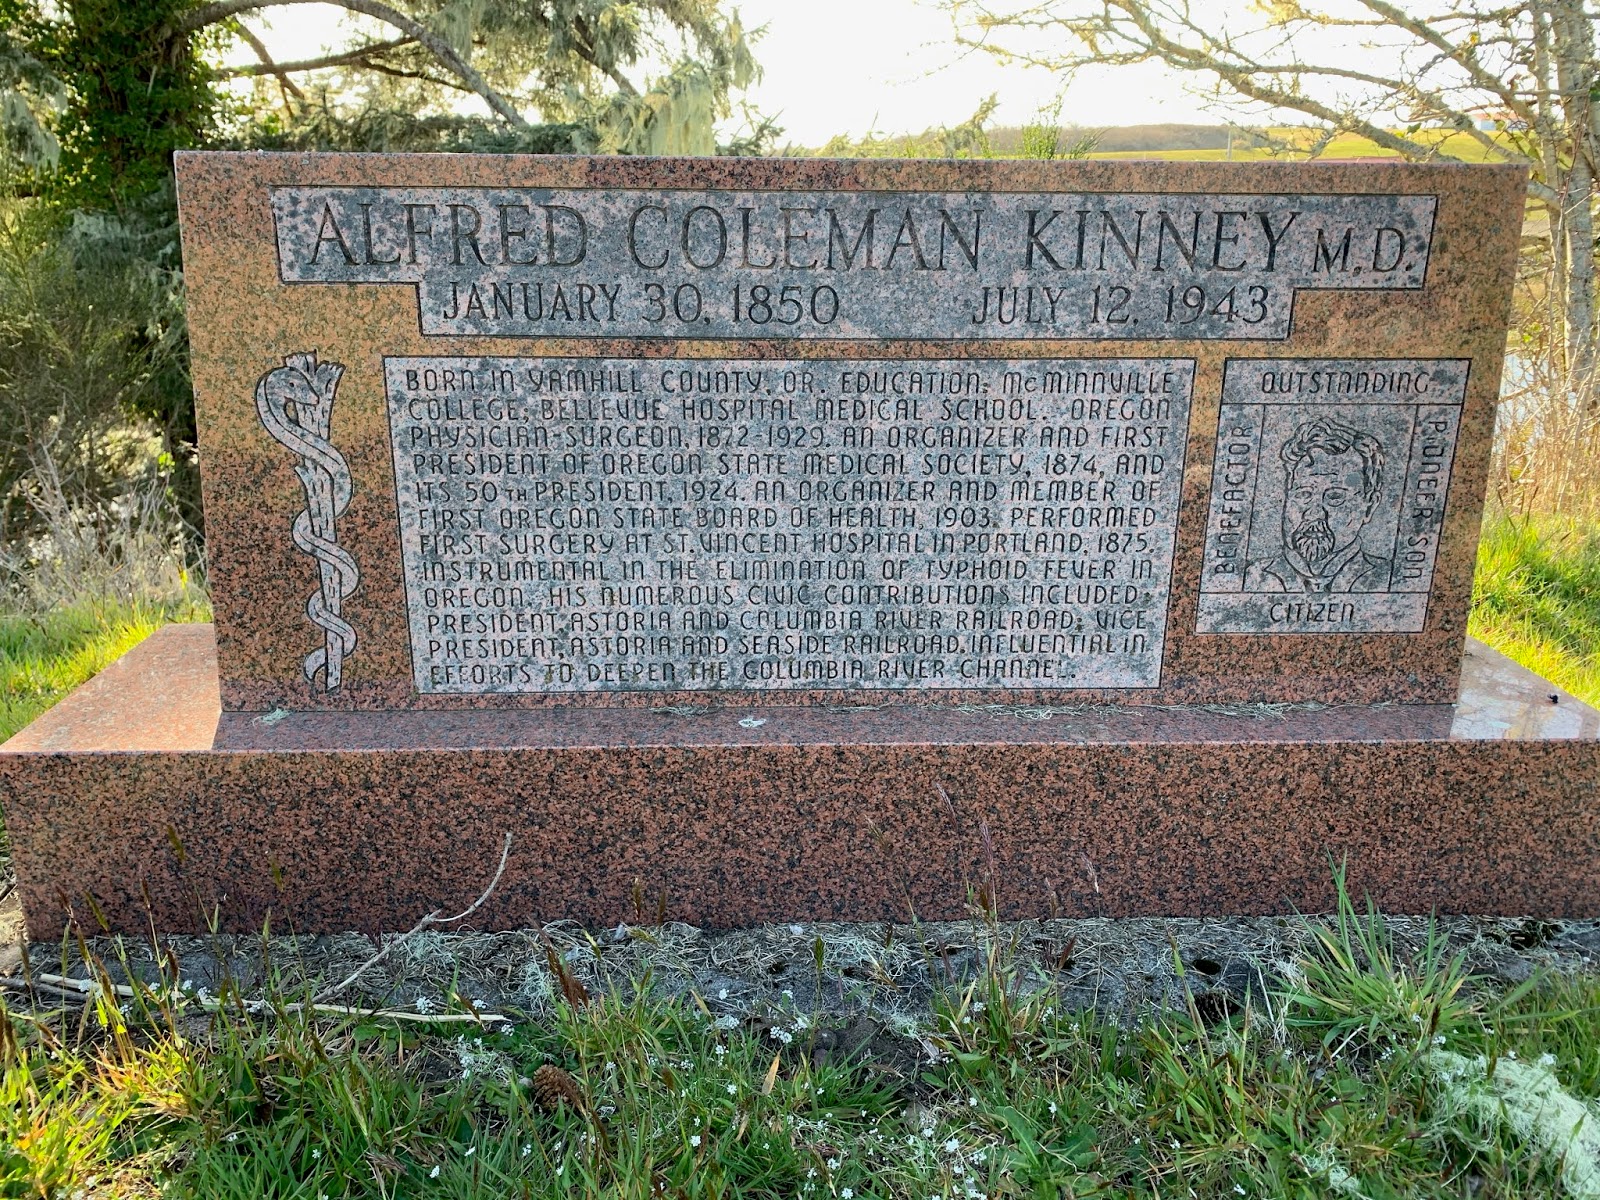 ALFRED COLEMAN KINNEY M.D.
JANUARY 30, 1850 JULY 12, 1943
BORN IN YAMHILL COUNTY, OR. EDUCATION: McMINNVILLE
COLLEGE; BELLEVUE HOSPITAL MEDICAL SCHOOL. OREGON
PHYSICIAN-SURGEON, 1872-1929. AN ORGANIZER AND FIRST
PRESIDENT OF OREGON STATE MEDICAL SOCIETY, 1874, AND
ITS 50TH PRESIDENT, 1924. AN ORGANIZER AND MEMBER OF
FIRST OREGON STATE BOARD OF HEALTH, 1903. PERFORMED
FIRST SURGERY AT ST. VINCENT HOSPITAL IN PORTLAND, 1875.
INSTRUMENTAL IN THE ELIMINATION OF TYPHOID FEVER IN
OREGON. HIS NUMEROUS CIVIC CONTRIBUTIONS INCLUDED:
PRESIDENT, ASTORIA AND COLUMBIA RIVER RAILROAD; VICE
PRESIDENT, ASTORIA AND SEASIDE RAILROAD. INFLUENTIAL IN
EFFORTS TO DEEPEN THE COLUMBIA RIVER CHANNEL.
OUTSTANDING
BENEFACTOR
PIONEER SON
CITIZEN